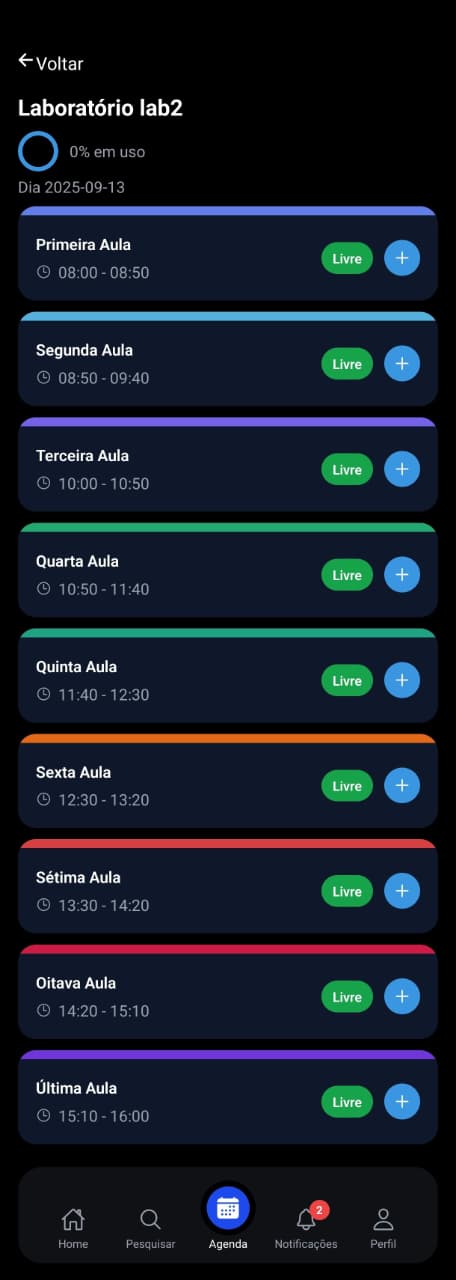 Voltar
Laboratório lab2
0% em uso
Dia 2025-09-13
Primeira Aula
08:00 - 08:50
Livre
Segunda Aula
08:50 - 09:40
Livre
Terceira Aula
10:00 - 10:50
Livre
Quarta Aula
10:50 - 11:40
Livre
Quinta Aula
11:40 - 12:30
Livre
Sexta Aula
12:30 - 13:20
Livre
Sétima Aula
13:30 - 14:20
Livre
Oitava Aula
14:20 - 15:10
Livre
Última Aula
15:10 - 16:00
Livre
2
Home Pesquisar Agenda Notificações Perfil